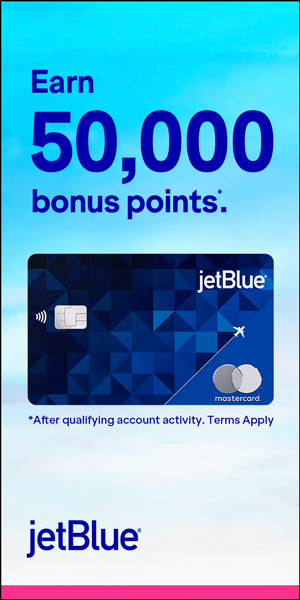 Earn
50,000
bonus points.*
jetBlue®
mastercard.
*After qualifying account activity. Terms Apply
jetBlue®